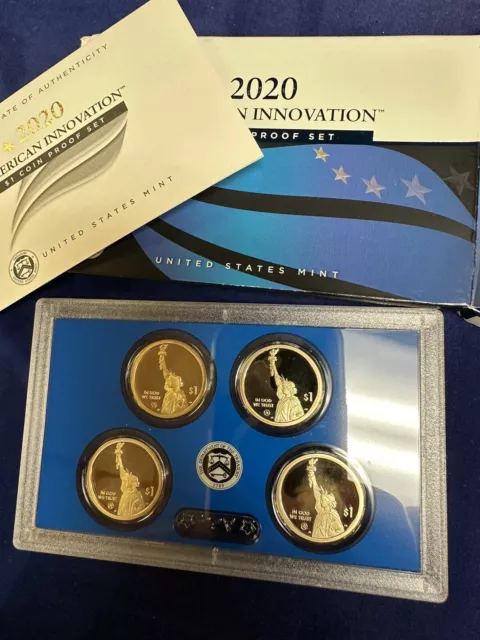 ATE OF AUTHENTICITY
2020
ERICAN INNOVATION™
$1 COIN PROOF SET
UNITED STATES MINT
2020
AN INNOVATION™
PROOF SET
UNITED STATES MINT
IN GOD
WE TRUST
$1
IN GOD
WE TRUST
$1
IN GOD
WE TRUST
$1
IN GOD
WE TRUST
$1